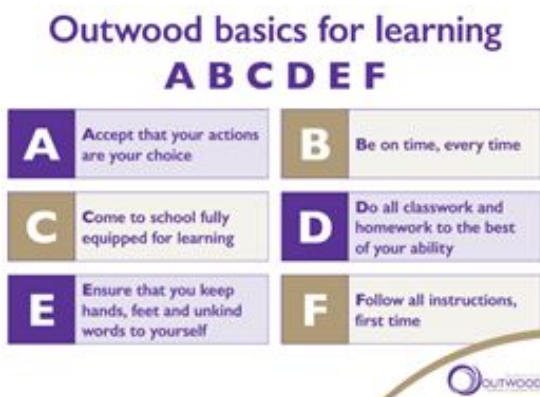 Outwood basics for learning
A B C D E F
A
Accept that your actions
are your choice
B
Be on time, every time
C
Come to school fully
equipped for learning
D
Do all classwork and
homework to the best
of your ability
E
Ensure that you keep
hands, feet and unkind
words to yourself
F
Follow all instructions,
first time
OUTWOOD